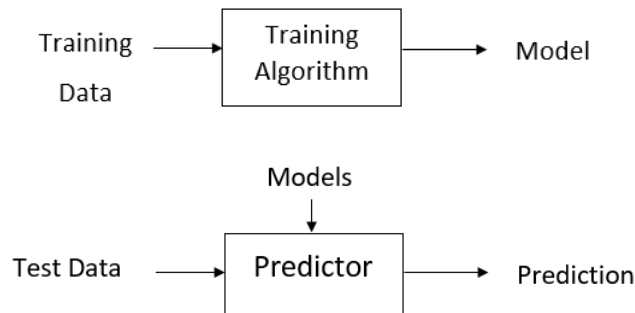 Training
Data
Training
Algorithm
Model
Models
Test Data
Predictor
Prediction